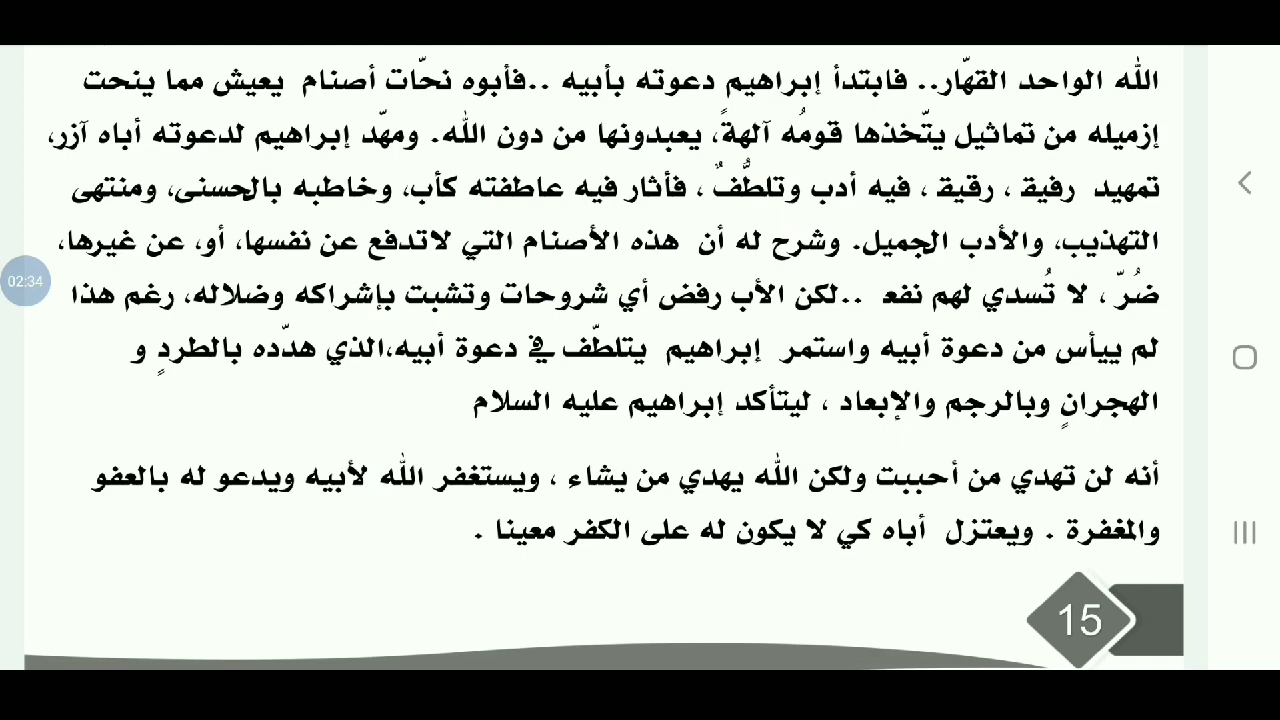 الله الواحد القهّار.. فابتدأ إبراهيم دعوته بأبيه ..فأبوه نحّات أصنام يعيش مما ينحت
إزميله من تماثيل يتّخذها قومُه آلهةً، يعبدونها من دون الله. ومهّد إبراهيم لدعوته أباه آزر،
تمهيد رفيق ، رقيق ، فيه أدب وتلطُّفٌ ، فأثار فيه عاطفته كأب، وخاطبه بالحسنى، ومنتهى
التهذيب، والأدب الجميل. وشرح له أن هذه الأصنام التي لاتدفع عن نفسها، أو، عن غيرها،
02:34
ضُرّ ، لا تُسدي لهم نفع ..لكن الأب رفض أي شروحات وتشبت بإشراكه وضلاله، رغم هذا
لم ييأس من دعوة أبيه واستمر إبراهيم يتلطّف في دعوة أبيه،الذي هدّده بالطردٍ و
الهجرانٍ وبالرجم والإبعاد ، ليتأكد إبراهيم عليه السلام
أنه لن تهدي من أحببت ولكن الله يهدي من يشاء ، ويستغفر الله لأبيه ويدعو له بالعفو
والمغفرة . ويعتزل أباه كي لا يكون له على الكفر معينا .
15